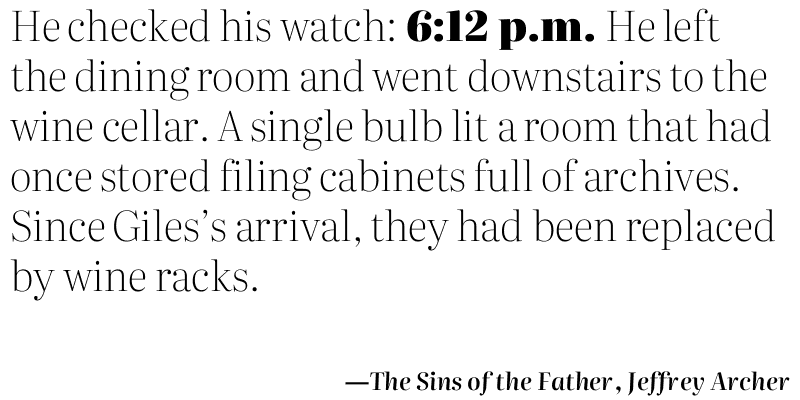 He checked his watch: 6:12 p.m. He left
the dining room and went downstairs to the
wine cellar. A single bulb lit a room that had
once stored filing cabinets full of archives.
Since Giles’s arrival, they had been replaced
by wine racks.
—The Sins of the Father, Jeffrey Archer